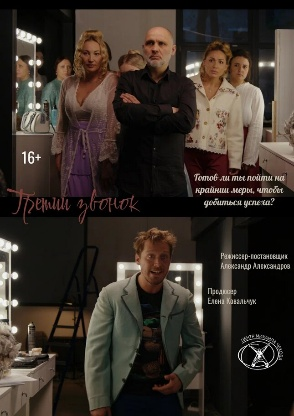 16+
Готов ли ты пойти на
крайнии меры, чтобы
добиться успеха?
Третий звонок
Режиссер-постановщик
Александр Александров
Продюсер
Елена Ковальчук